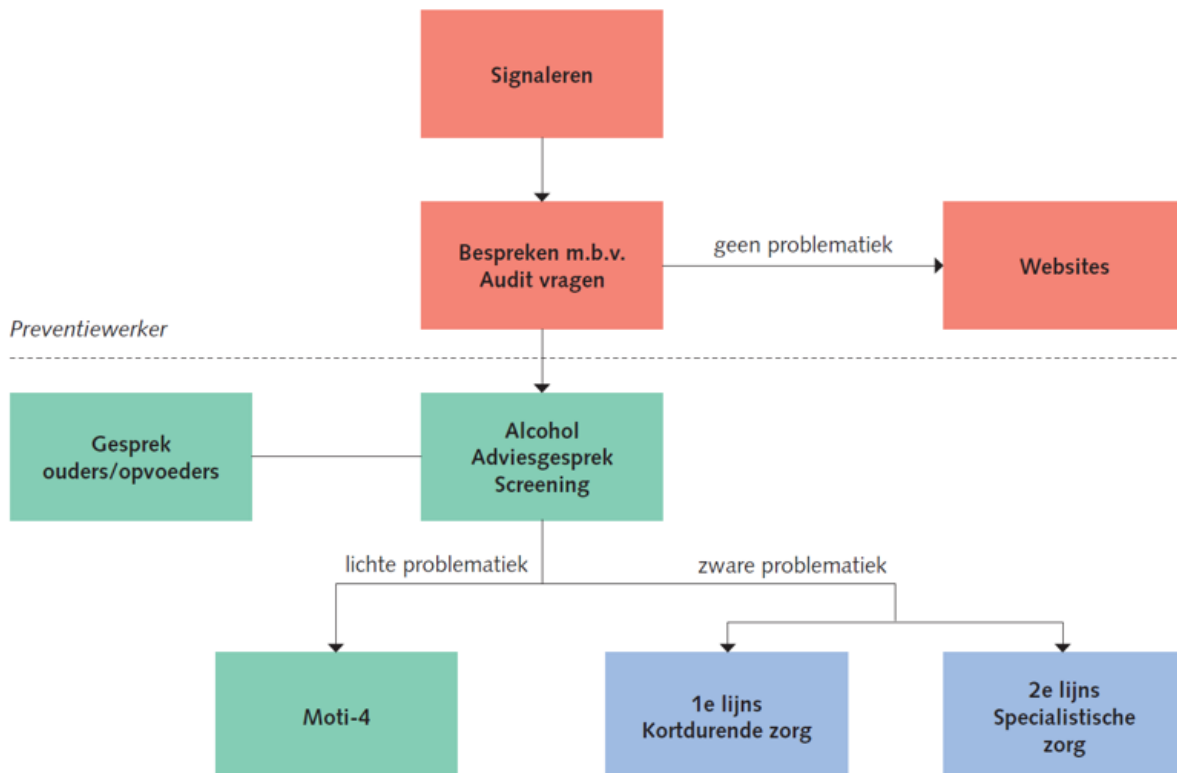 Signaleren
Bespreken m.b.v.
Audit vragen
geen problematiek
Websites
Preventiewerker
Gesprek
ouders/opvoeders
Alcohol
Adviesgesprek
Screening
lichte problematiek
zware problematiek
Moti-4
1e lijns
Kortdurende zorg
2e lijns
Specialistische
zorg